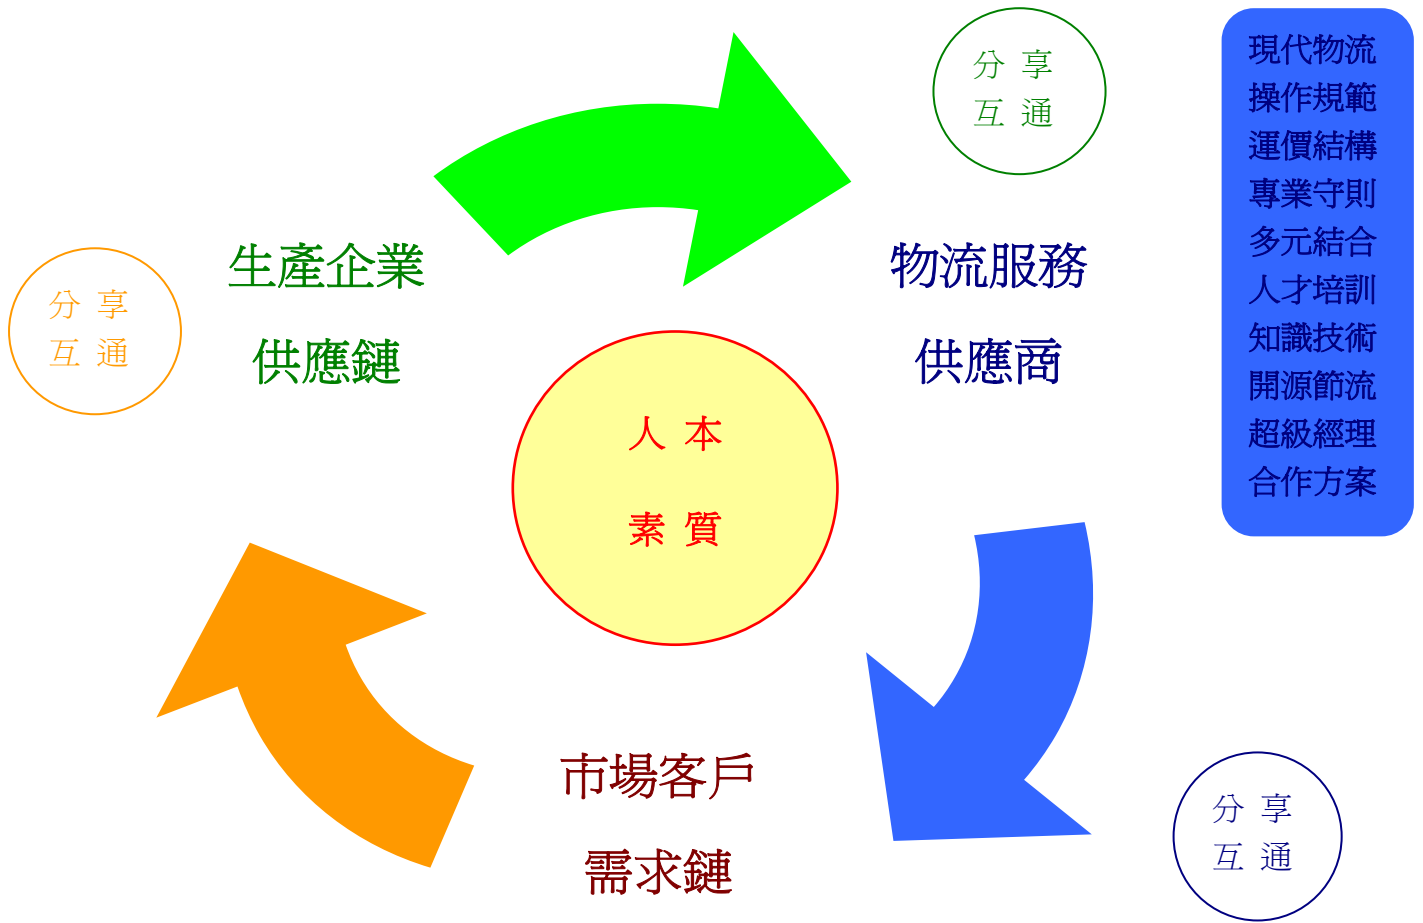 分 享
互 通
現代物流
操作規範
運價結構
專業守則
多元結合
人才培訓
知識技術
開源節流
超級經理
合作方案
生產企業
供應鏈
物流服務
供應商
分 享
互 通
人 本
素 質
市場客戶
需求鏈
分 享
互 通